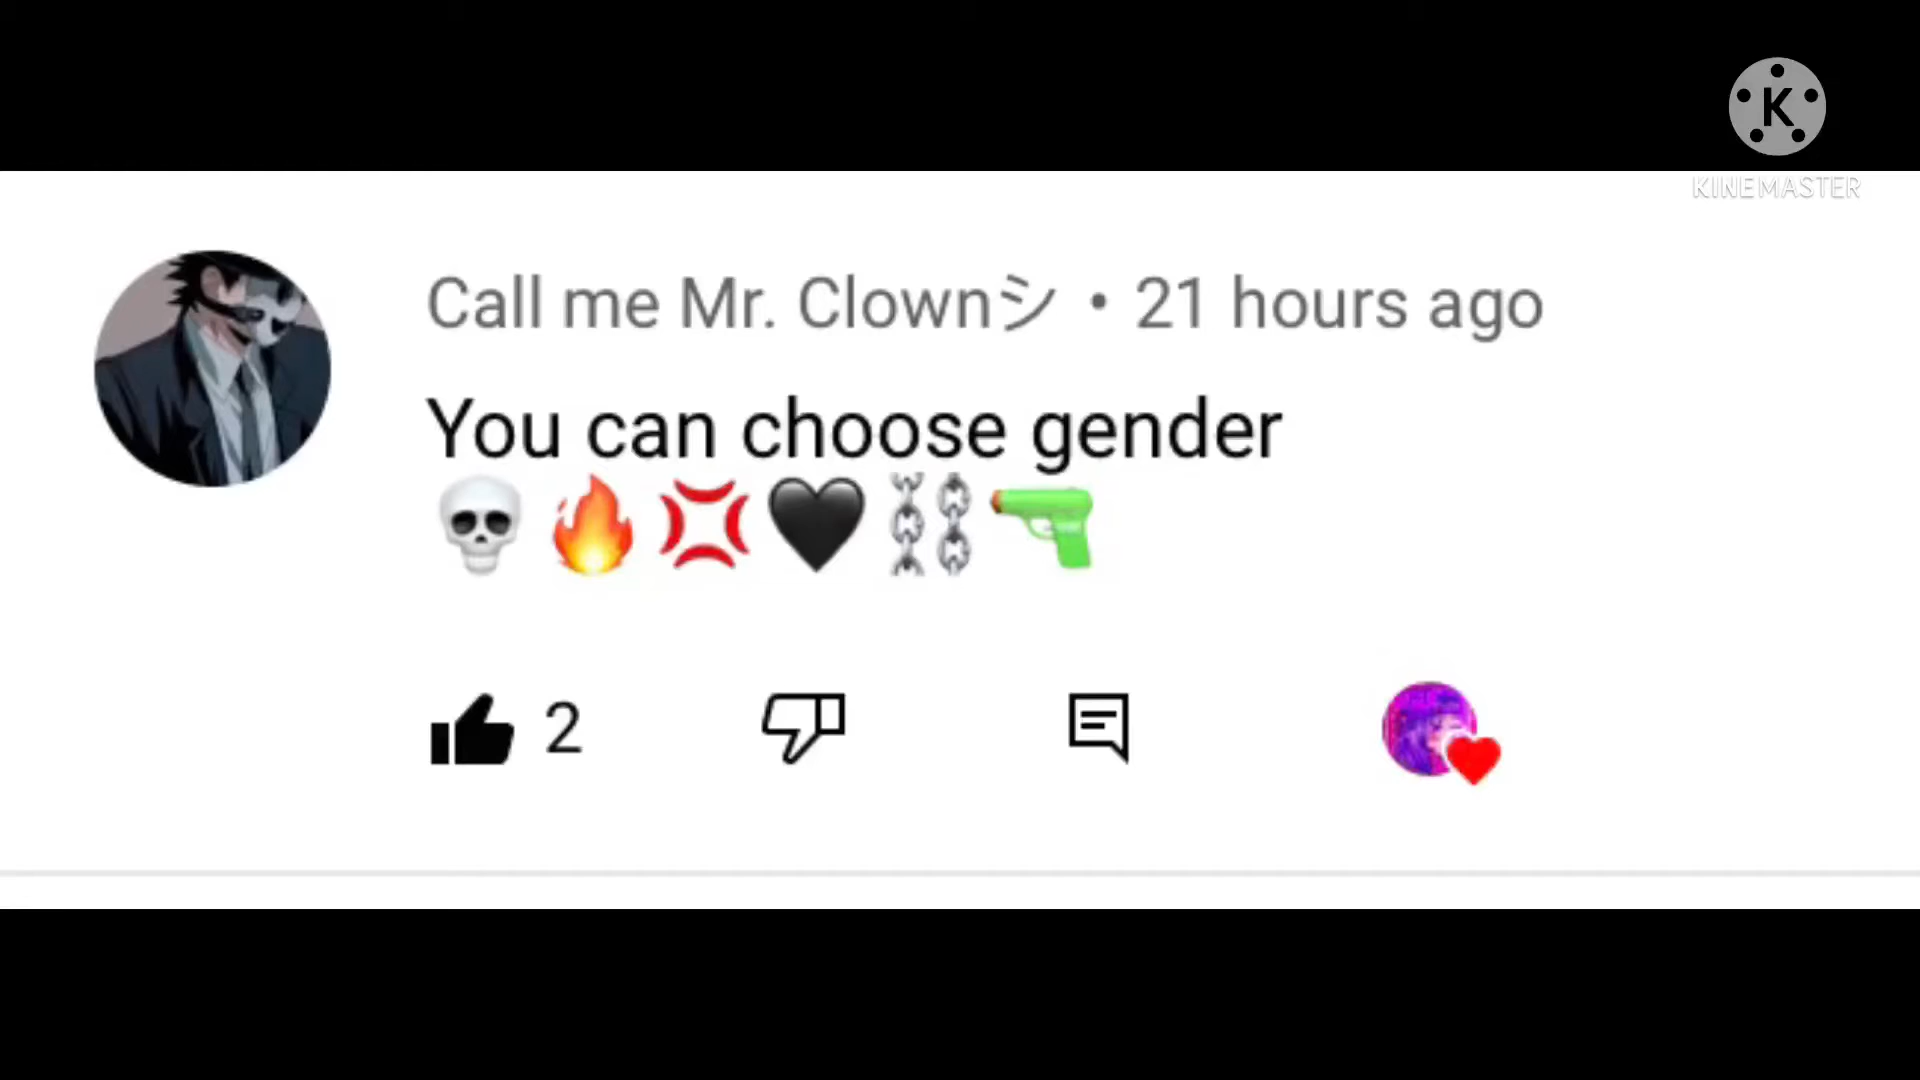 K
KINEMASTER
Call me Mr. Clownシ • 21 hours ago
You can choose gender
💀🔥💢🖤⛓️🔫
2